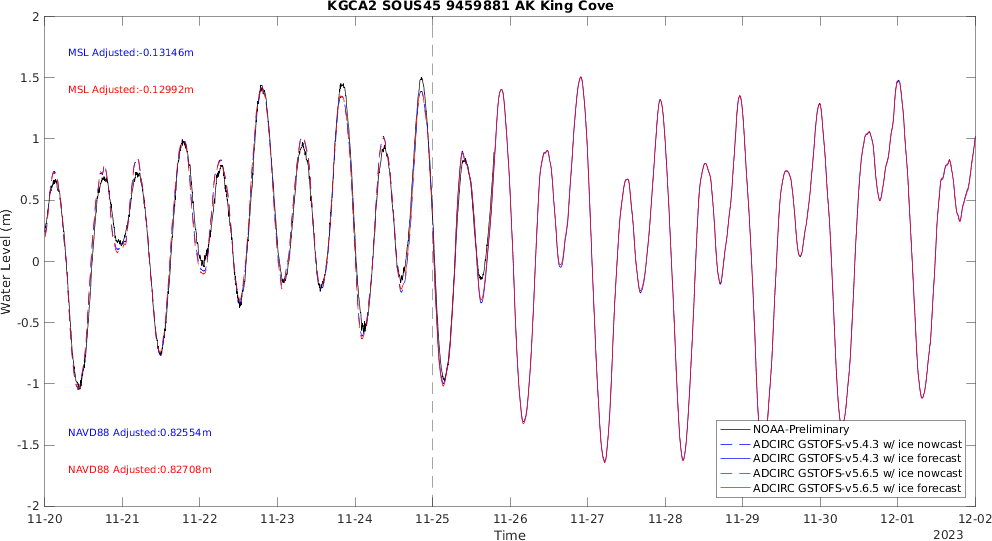 KGCA2 SOUS45 9459881 AK King Cove
2
1.5
1
0.5
0
-0.5
-1
-1.5
-2
Water Level (m)
MSL Adjusted:-0.13146m
MSL Adjusted:-0.12992m
NAVD88 Adjusted:0.82554m
NAVD88 Adjusted:0.82708m
NOAA-Preliminary
ADCIRC GSTOFS-v5.4.3 w/ ice nowcast
ADCIRC GSTOFS-v5.4.3 w/ ice forecast
ADCIRC GSTOFS-v5.6.5 w/ ice nowcast
ADCIRC GSTOFS-v5.6.5 w/ ice forecast
11-20 11-21 11-22 11-23 11-24 11-25 11-26 11-27 11-28 11-29 11-30 12-01 12-02
Time
2023